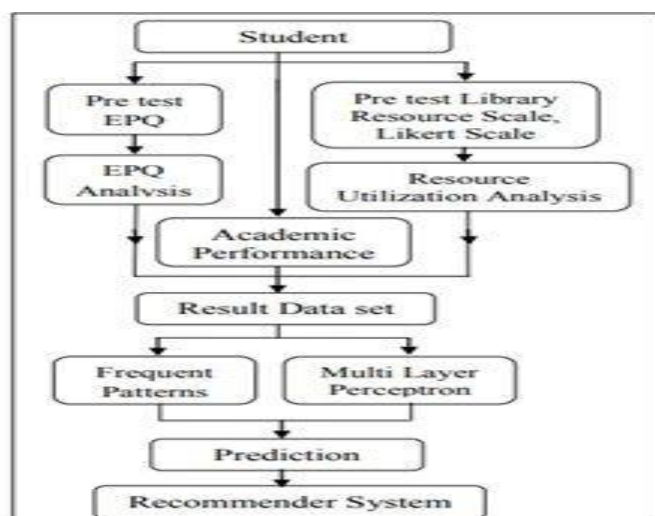 Student
Pre test
EPQ
Pre test Library
Resource Scale,
Likert Scale
EPQ
Analysis
Resource
Utilization Analysis
Academic
Performance
Result Data set
Frequent
Patterns
Multi Layer
Perceptron
Prediction
Recommender System